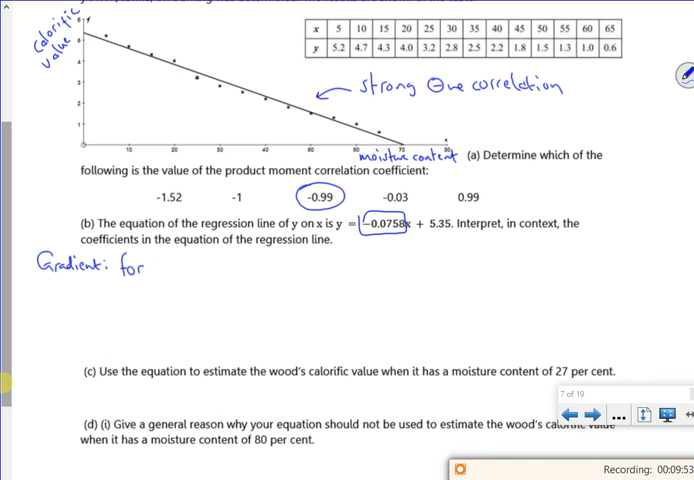 6 y
calorific
value
5
4
3
2
1
0
10 20 30 40 50 60 70 80
x
x 5 10 15 20 25 30 35 40 45 50 55 60 65
y 5.2 4.7 4.3 4.0 3.2 2.8 2.5 2.2 1.8 1.5 1.3 1.0 0.6
strong ⊖ve correlation
moisture content (a) Determine which of the
following is the value of the product moment correlation coefficient:
-1.52 -1 -0.99 -0.03 0.99
(b) The equation of the regression line of y on x is y = -0.0758x + 5.35. Interpret, in context, the
coefficients in the equation of the regression line.
Gradient: for
(c) Use the equation to estimate the wood's calorific value when it has a moisture content of 27 per cent.
7 of 19
(d) (i) Give a general reason why your equation should not be used to estimate the wood's calorific value
when it has a moisture content of 80 per cent.
Recording: 00:09:53